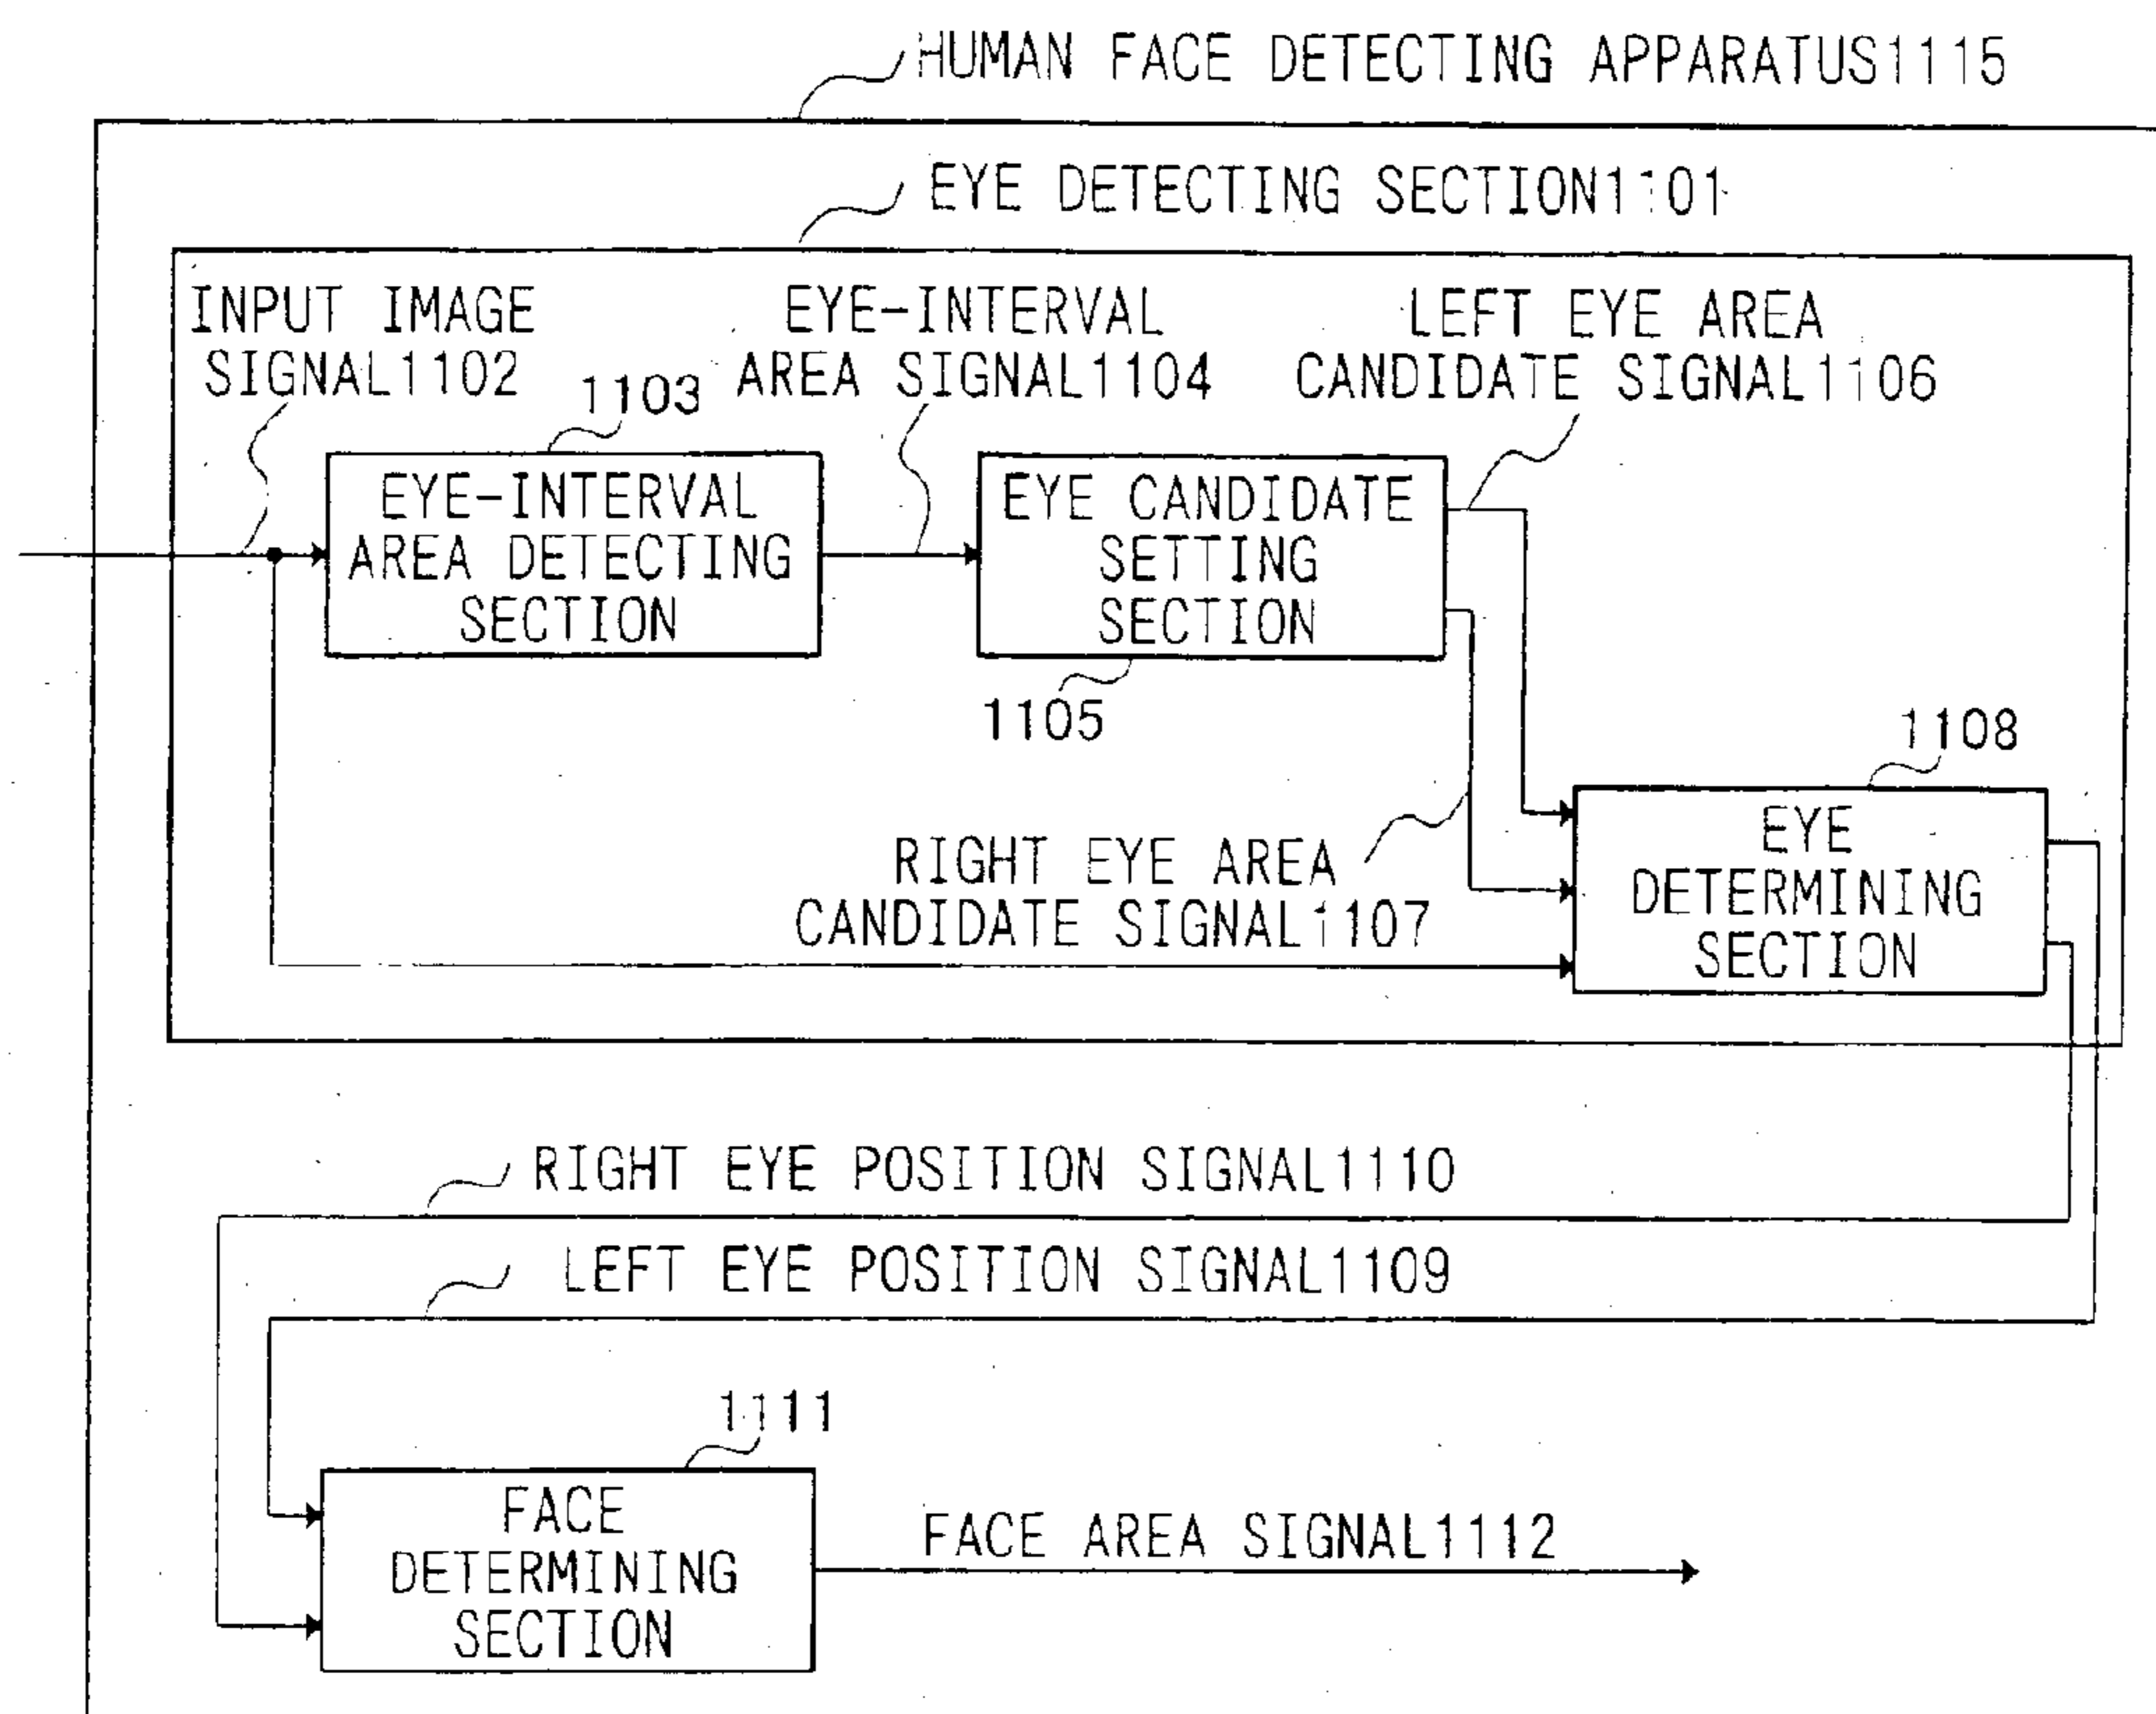 HUMAN FACE DETECTING APPARATUS1115
EYE DETECTING SECTION1101
INPUT IMAGE
SIGNAL1102
1103
EYE-INTERVAL
AREA SIGNAL1104
LEFT EYE AREA
CANDIDATE SIGNAL1106
EYE-INTERVAL
AREA DETECTING
SECTION
EYE CANDIDATE
SETTING
SECTION
1105
1108
RIGHT EYE AREA
CANDIDATE SIGNAL1107
EYE
DETERMINING
SECTION
RIGHT EYE POSITION SIGNAL1110
LEFT EYE POSITION SIGNAL1109
1111
FACE
DETERMINING
SECTION
FACE AREA SIGNAL1112